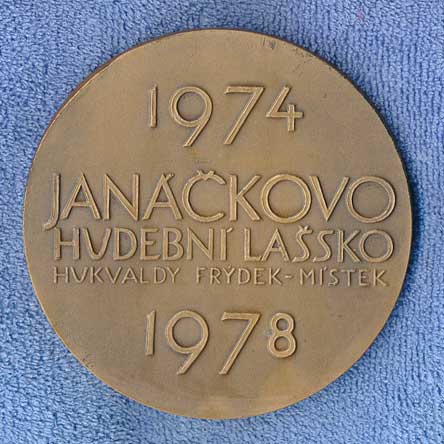 1974
JANÁČKOVO
HUDEBNÍ LAŠSKO
HUKVALDY FRÝDEK-MÍSTEK
1978